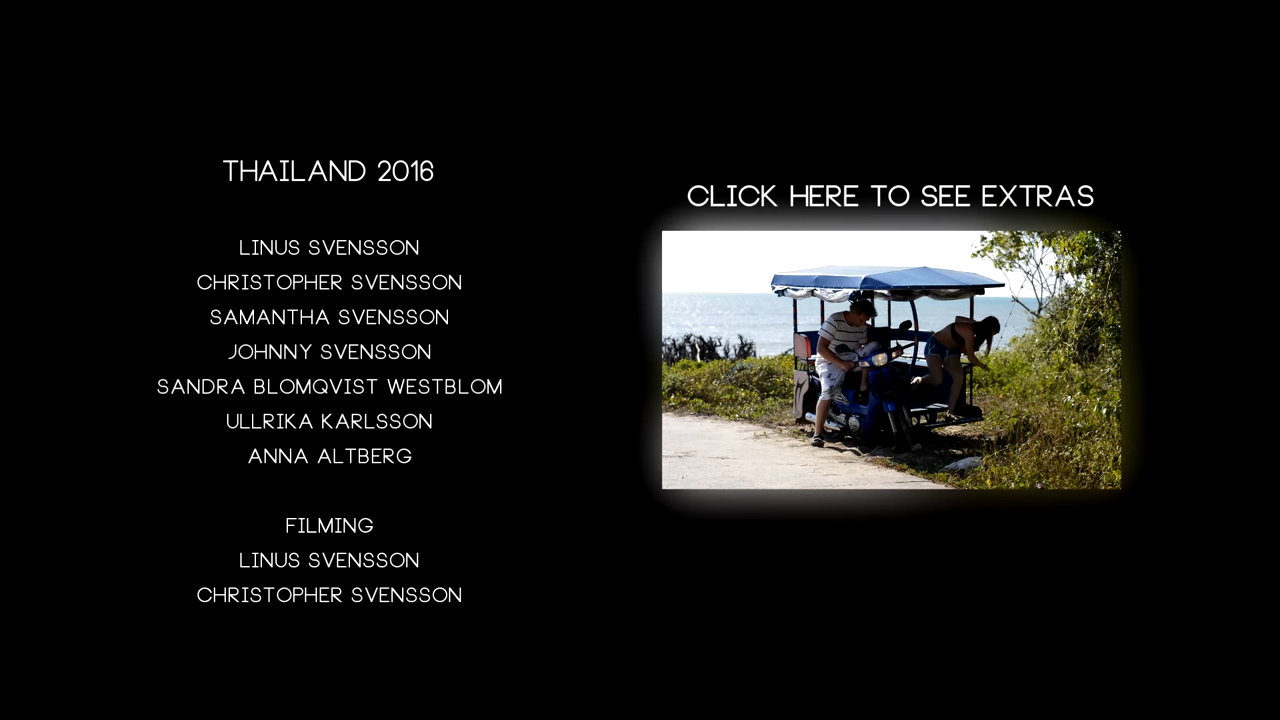 THAILAND 2016
LINUS SVENSSON
CHRISTOPHER SVENSSON
SAMANTHA SVENSSON
JOHNNY SVENSSON
SANDRA BLOMQVIST WESTBLOM
ULLRIKA KARLSSON
ANNA ALTBERG
FILMING
LINUS SVENSSON
CHRISTOPHER SVENSSON
CLICK HERE TO SEE EXTRAS